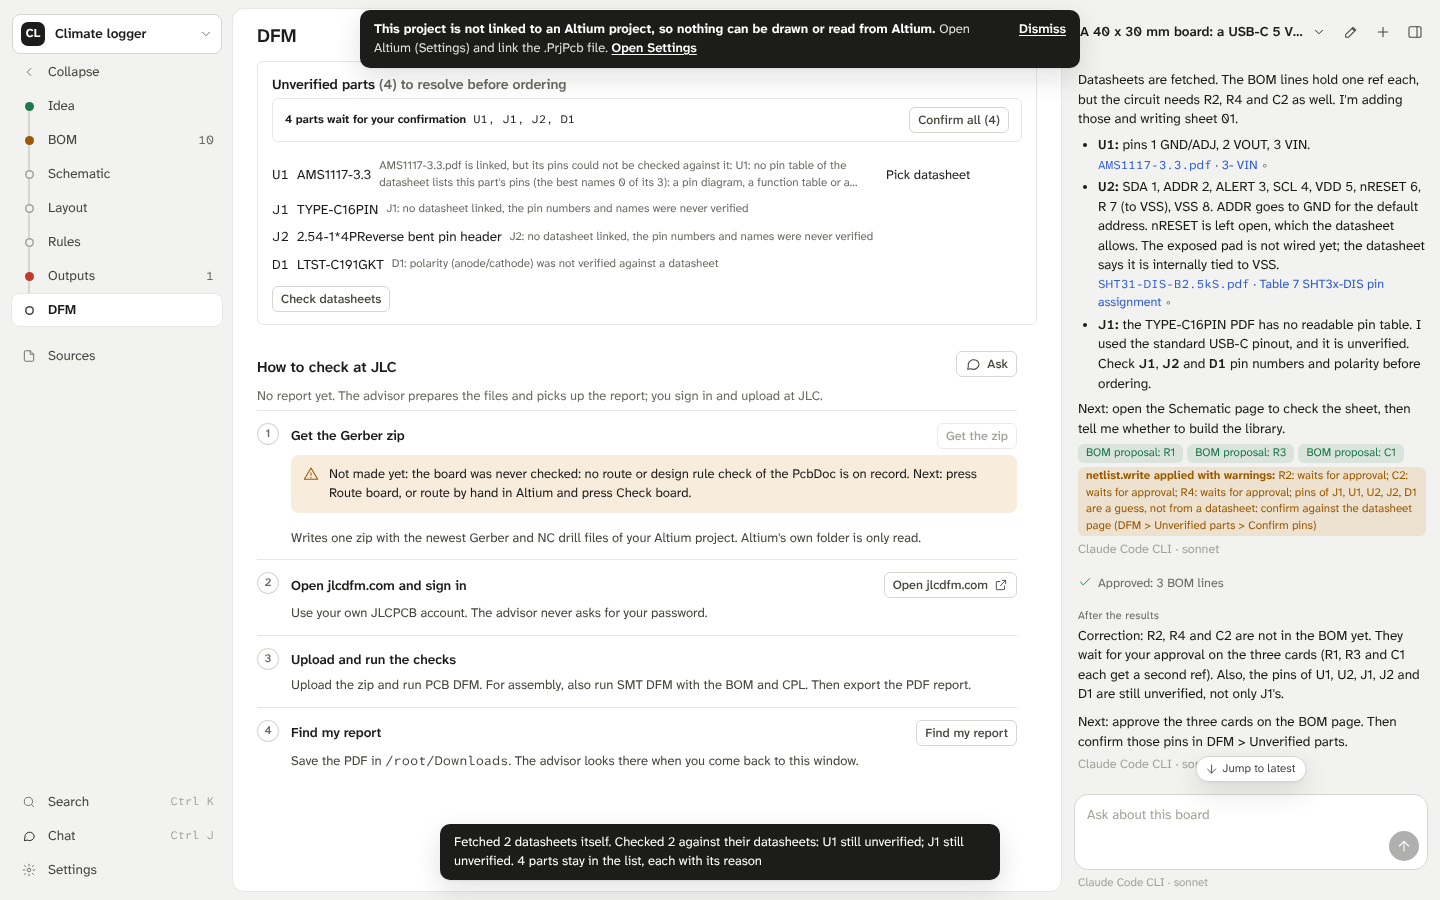 CL Climate logger
Collapse
Idea
BOM 10
Schematic
Layout
Rules
Outputs 1
DFM
Sources
Search Ctrl K
Chat Ctrl J
Settings
DFM
This project is not linked to an Altium project, so nothing can be drawn or read from Altium. Open
Altium (Settings) and link the .PrjPcb file. Open Settings
Dismiss
Unverified parts (4) to resolve before ordering
4 parts wait for your confirmation U1, J1, J2, D1
Confirm all (4)
U1 AMS1117-3.3 AMS1117-3.3.pdf is linked, but its pins could not be checked against it: U1: no pin table of the
datasheet lists this part's pins (the best names 0 of its 3): a pin diagram, a function table or a...
Pick datasheet
J1 TYPE-C16PIN J1: no datasheet linked, the pin numbers and names were never verified
J2 2.54-1*4PReverse bent pin header J2: no datasheet linked, the pin numbers and names were never verified
D1 LTST-C191GKT D1: polarity (anode/cathode) was not verified against a datasheet
Check datasheets
How to check at JLC
Ask
No report yet. The advisor prepares the files and picks up the report; you sign in and upload at JLC.
1 Get the Gerber zip
Get the zip
Not made yet: the board was never checked: no route or design rule check of the PcbDoc is on record. Next: press
Route board, or route by hand in Altium and press Check board.
Writes one zip with the newest Gerber and NC drill files of your Altium project. Altium's own folder is only read.
2 Open jlcdfm.com and sign in
Open jlcdfm.com
Use your own JLCPCB account. The advisor never asks for your password.
3 Upload and run the checks
Upload the zip and run PCB DFM. For assembly, also run SMT DFM with the BOM and CPL. Then export the PDF report.
4 Find my report
Find my report
Save the PDF in /root/Downloads. The advisor looks there when you come back to this window.
Fetched 2 datasheets itself. Checked 2 against their datasheets: U1 still unverified; J1 still
unverified. 4 parts stay in the list, each with its reason
A 40 x 30 mm board: a USB-C 5 V...
Datasheets are fetched. The BOM lines hold one ref each,
but the circuit needs R2, R4 and C2 as well. I'm adding
those and writing sheet 01.
• U1: pins 1 GND/ADJ, 2 VOUT, 3 VIN.
AMS1117-3.3.pdf · 3- VIN
• U2: SDA 1, ADDR 2, ALERT 3, SCL 4, VDD 5, nRESET 6,
R 7 (to VSS), VSS 8. ADDR goes to GND for the default
address. nRESET is left open, which the datasheet
allows. The exposed pad is not wired yet; the datasheet
says it is internally tied to VSS.
SHT31-DIS-B2.5kS.pdf · Table 7 SHT3x-DIS pin
assignment
• J1: the TYPE-C16PIN PDF has no readable pin table. I
used the standard USB-C pinout, and it is unverified.
Check J1, J2 and D1 pin numbers and polarity before
ordering.
Next: open the Schematic page to check the sheet, then
tell me whether to build the library.
BOM proposal: R1 BOM proposal: R3 BOM proposal: C1
netlist.write applied with warnings: R2: waits for approval; C2:
waits for approval; R4: waits for approval; pins of J1, U1, U2, J2, D1
are a guess, not from a datasheet: confirm against the datasheet
page (DFM > Unverified parts > Confirm pins)
Claude Code CLI · sonnet
Approved: 3 BOM lines
After the results
Correction: R2, R4 and C2 are not in the BOM yet. They
wait for your approval on the three cards (R1, R3 and C1
each get a second ref). Also, the pins of U1, U2, J1, J2 and
D1 are still unverified, not only J1's.
Next: approve the three cards on the BOM page. Then
confirm those pins in DFM > Unverified parts.
Claude Code CLI · so
Jump to latest
Ask about this board
Claude Code CLI · sonnet